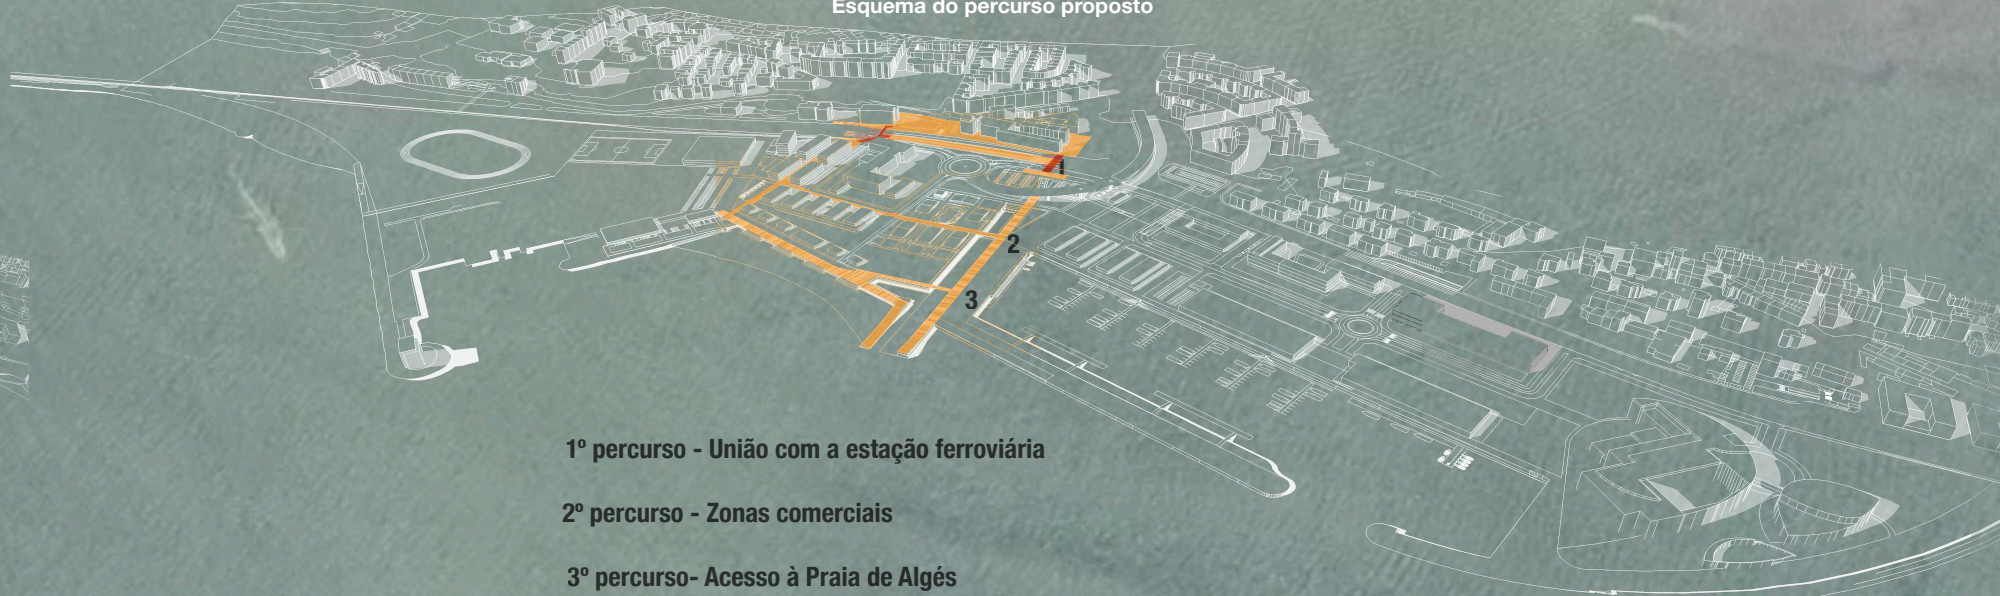 Esquema do percurso proposto
1
2
3
1º percurso - União com a estação ferroviária
2º percurso - Zonas comerciais
3º percurso- Acesso à Praia de Algés